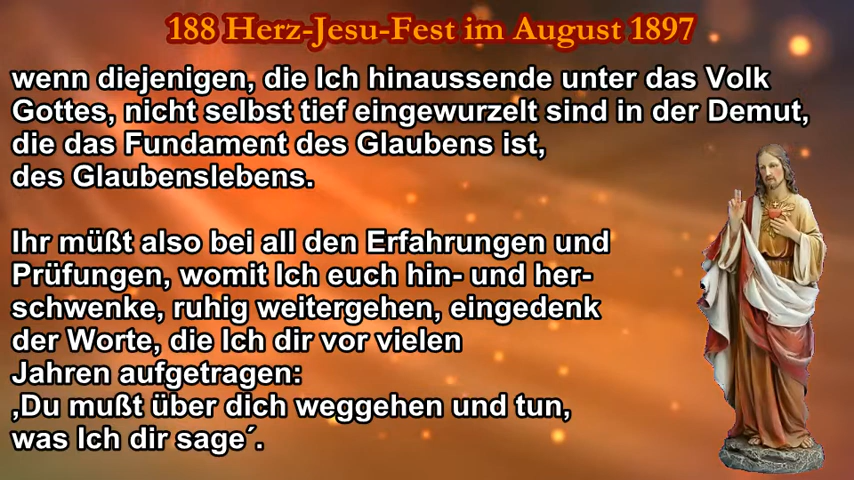 188 Herz-Jesu-Fest im August 1897
wenn diejenigen, die Ich hinaussende unter das Volk
Gottes, nicht selbst tief eingewurzelt sind in der Demut,
die das Fundament des Glaubens ist,
des Glaubenslebens.
Ihr müßt also bei all den Erfahrungen und
Prüfungen, womit Ich euch hin- und her-
schwenke, ruhig weitergehen, eingedenk
der Worte, die Ich dir vor vielen
Jahren aufgetragen:
‚Du mußt über dich weggehen und tun,
was Ich dir sage´.